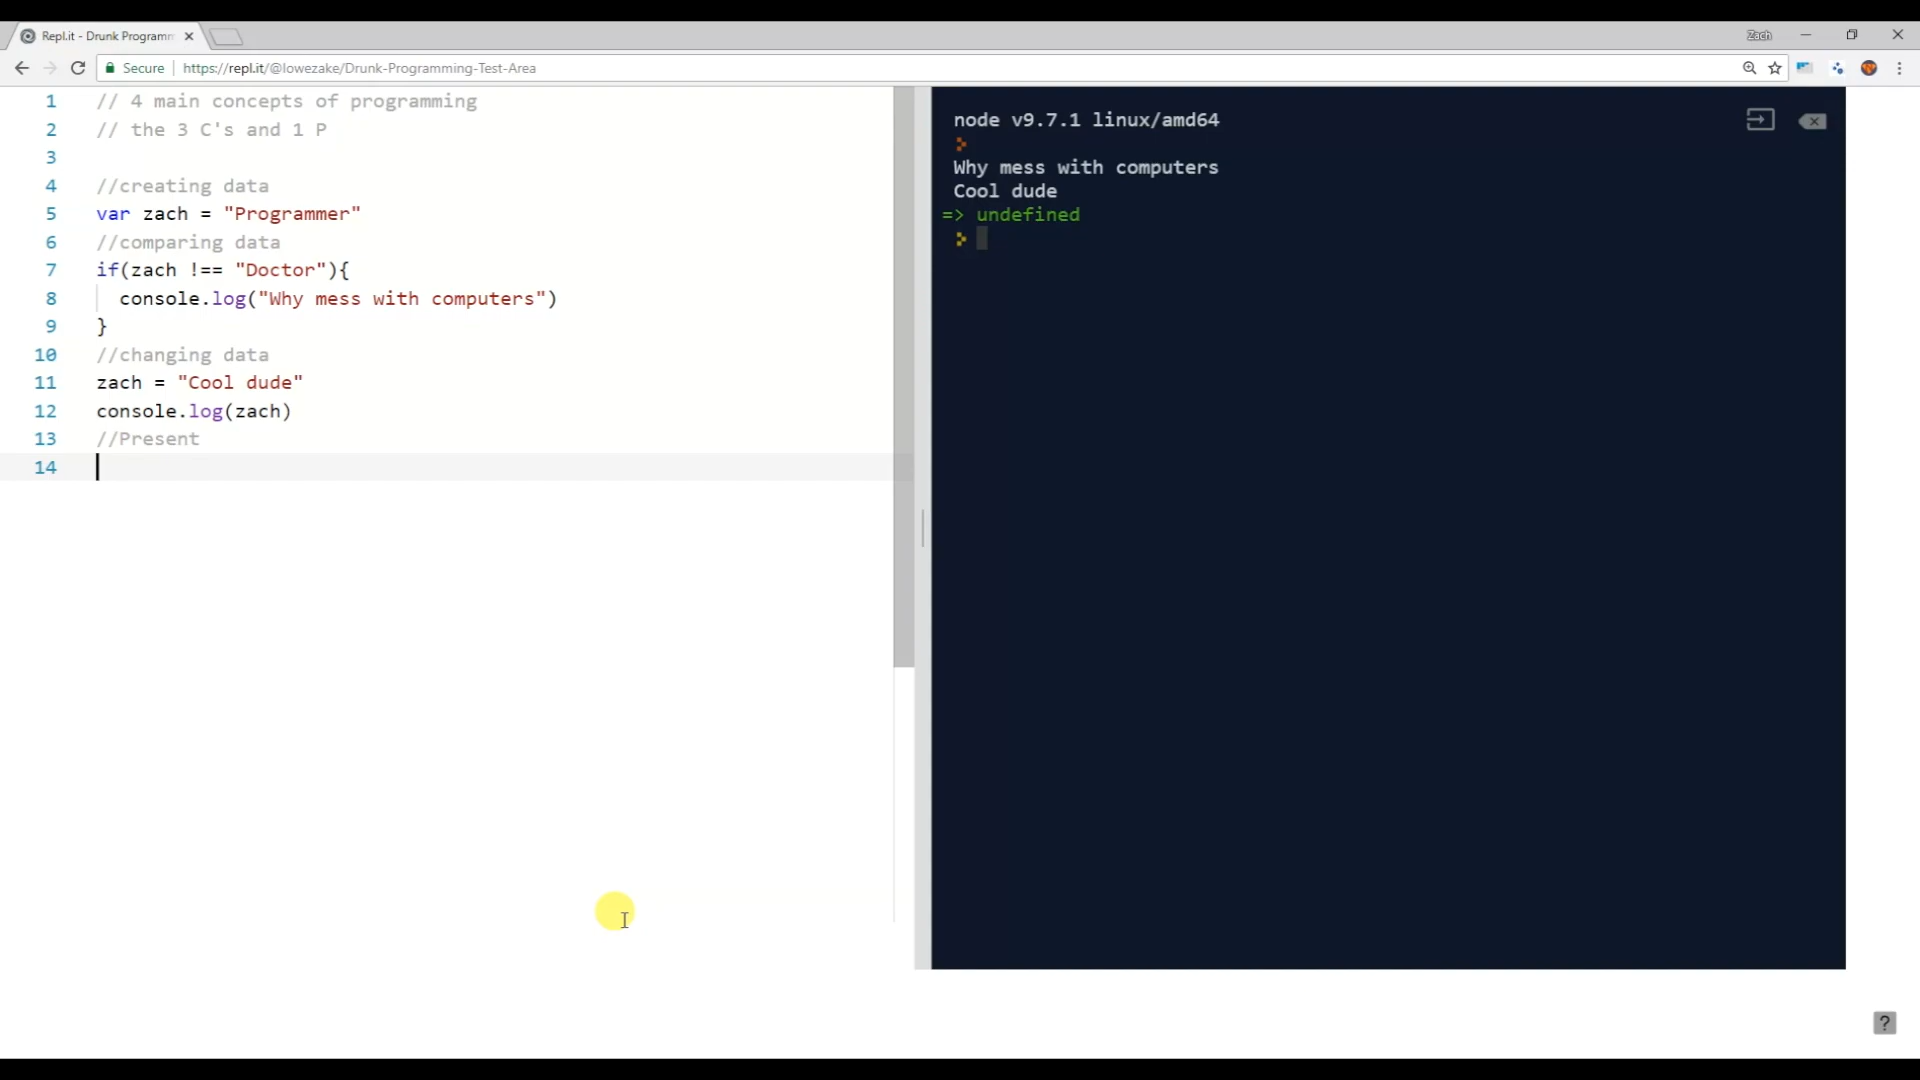 Repl.it - Drunk Programm
Zach
Secure
https://repl.it/@lowezake/Drunk-Programming-Test-Area
1 // 4 main concepts of programming
2 // the 3 C's and 1 P
3
4 //creating data
5 var zach = "Programmer"
6 //comparing data
7 if(zach !== "Doctor"){
8 console.log("Why mess with computers")
9 }
10 //changing data
11 zach = "Cool dude"
12 console.log(zach)
13 //Present
14
node v9.7.1 linux/amd64
Why mess with computers
Cool dude
=> undefined
?